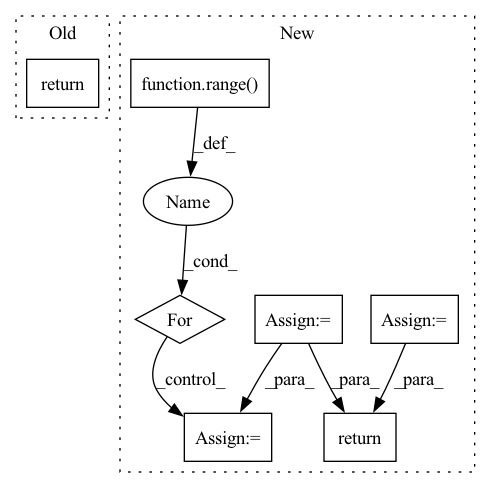 Old
New
return
function.range()
_def_
Name
_cond_
For
Assign:=
Assign:=
_control_
_para_
_para_
_para_
Assign:=
return